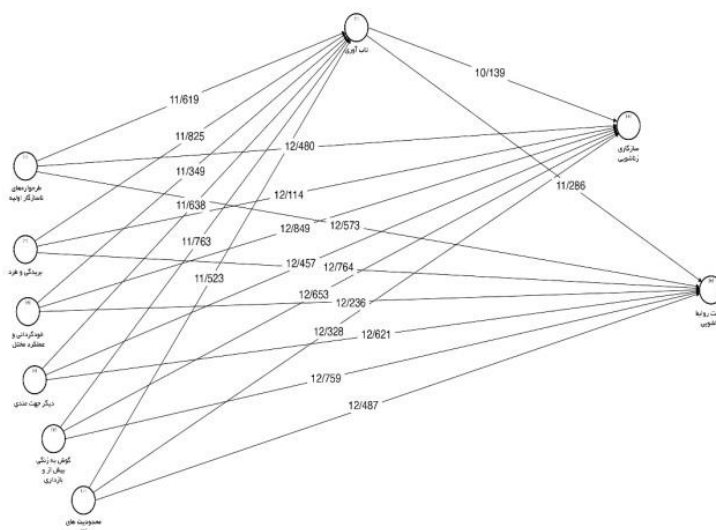 تاب آوری
10/139
11/619
سازگاری
زناشویی
11/825
12/480
طرحواره‌های
ناسازگار اولیه
11/349
11/286
12/114
11/638
12/849
12/573
11/763
بریدگی و طرد
12/457
12/764
11/523
12/653
12/236
خودگردانی و
عملکرد مختل
روابط
12/328
12/621
دیگر جهت مندی
12/759
12/487
گوش به زنگی
بیش از و
بازداری
محدودیت های